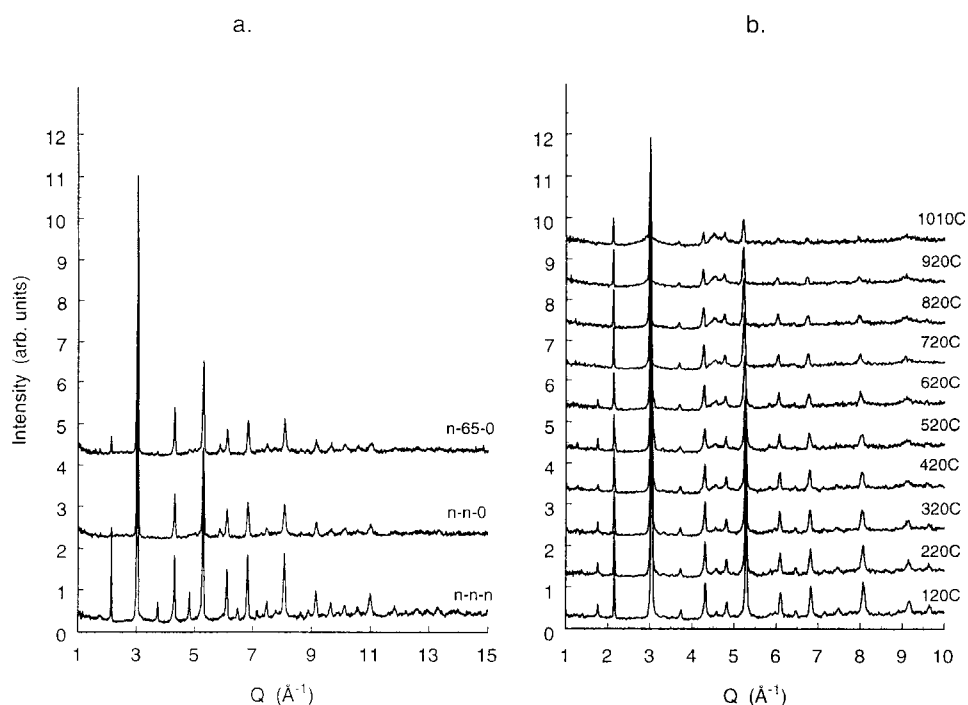 a.
b.
Intensity (arb. units)
12
11
10
9
8
7
6
5
4
3
2
1
0
n-65-0
n-n-0
n-n-n
1 3 5 7 9 11 13 15
Q (Å⁻¹)
12
11
10
9
8
7
6
5
4
3
2
1
0
1010C
920C
820C
720C
620C
520C
420C
320C
220C
120C
1 2 3 4 5 6 7 8 9 10
Q (Å⁻¹)